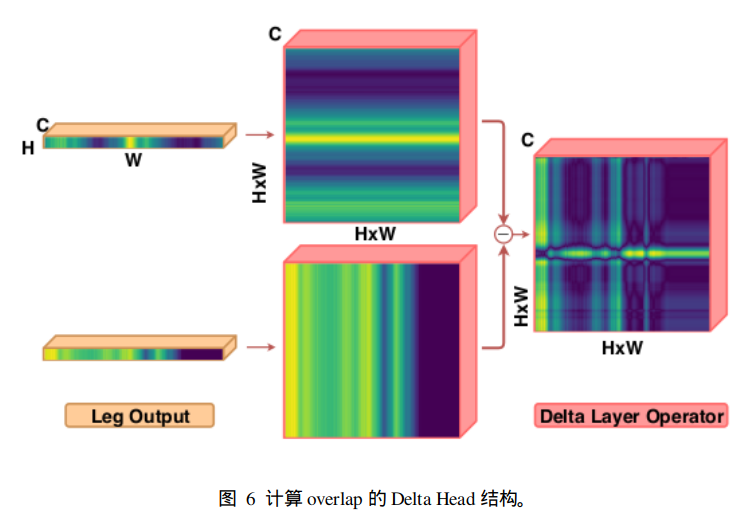 C
H
W
C
HxW
HxW
C
HxW
HxW
Leg Output
Delta Layer Operator
图 6 计算 overlap 的 Delta Head 结构。